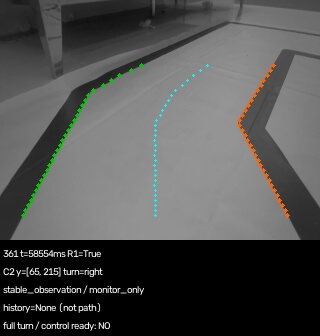 361 t=58554ms R1=True
C2 y=[65, 215] turn=right
stable_observation / monitor_only
history=None (not path)
full turn / control ready: NO